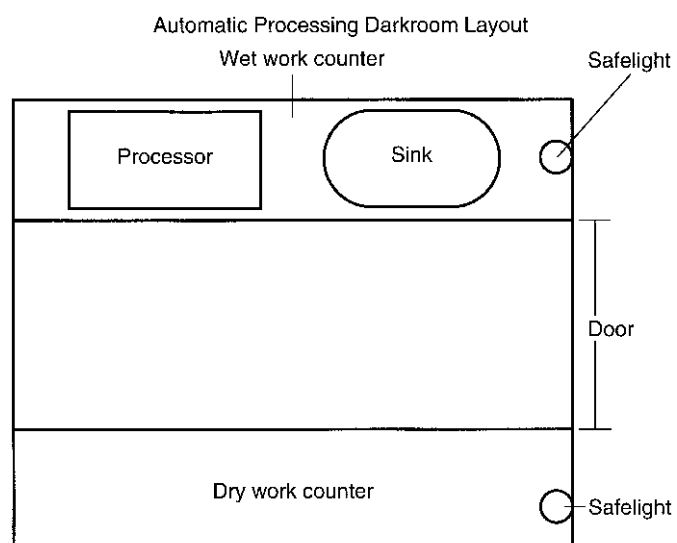 Automatic Processing Darkroom Layout
Wet work counter
Safelight
Processor
Sink
Door
Dry work counter
Safelight